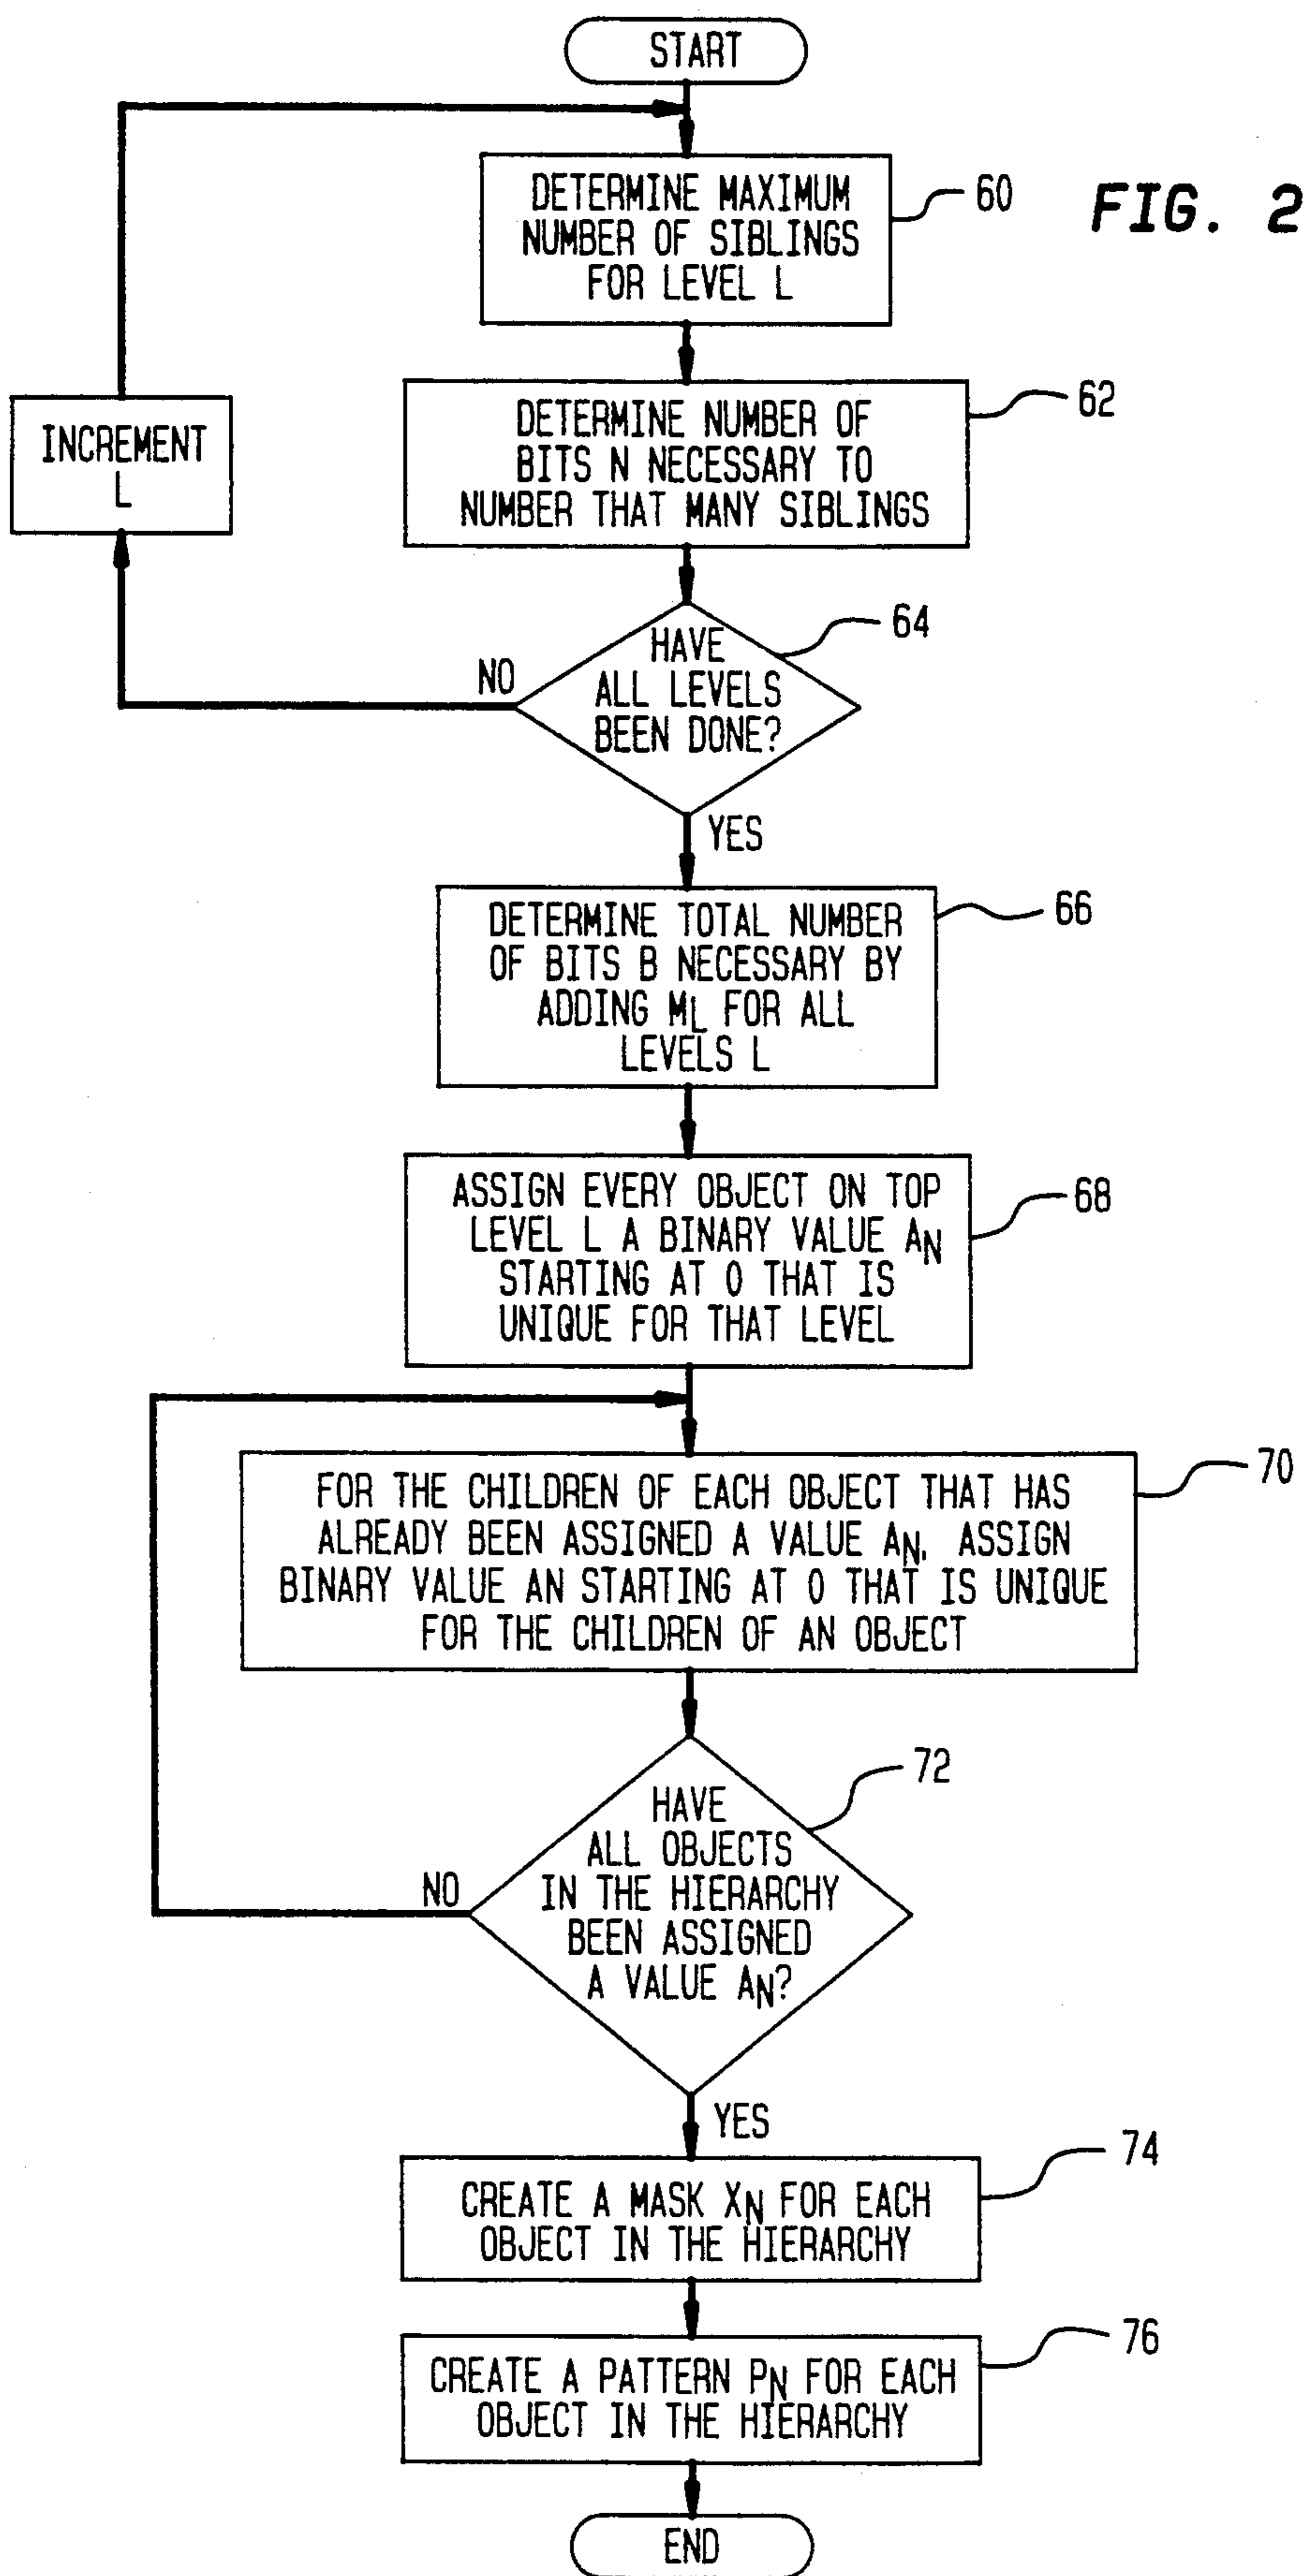 START
DETERMINE MAXIMUM
NUMBER OF SIBLINGS
FOR LEVEL L
60
FIG. 2
DETERMINE NUMBER OF
BITS N NECESSARY TO
NUMBER THAT MANY SIBLINGS
62
INCREMENT
L
HAVE
ALL LEVELS
BEEN DONE?
64
NO
YES
DETERMINE TOTAL NUMBER
OF BITS B NECESSARY BY
ADDING ML FOR ALL
LEVELS L
66
ASSIGN EVERY OBJECT ON TOP
LEVEL L A BINARY VALUE AN
STARTING AT 0 THAT IS
UNIQUE FOR THAT LEVEL
68
FOR THE CHILDREN OF EACH OBJECT THAT HAS
ALREADY BEEN ASSIGNED A VALUE AN, ASSIGN
BINARY VALUE AN STARTING AT 0 THAT IS UNIQUE
FOR THE CHILDREN OF AN OBJECT
70
HAVE
ALL OBJECTS
IN THE HIERARCHY
BEEN ASSIGNED
A VALUE AN?
72
NO
YES
CREATE A MASK XN FOR EACH
OBJECT IN THE HIERARCHY
74
CREATE A PATTERN PN FOR EACH
OBJECT IN THE HIERARCHY
76
END